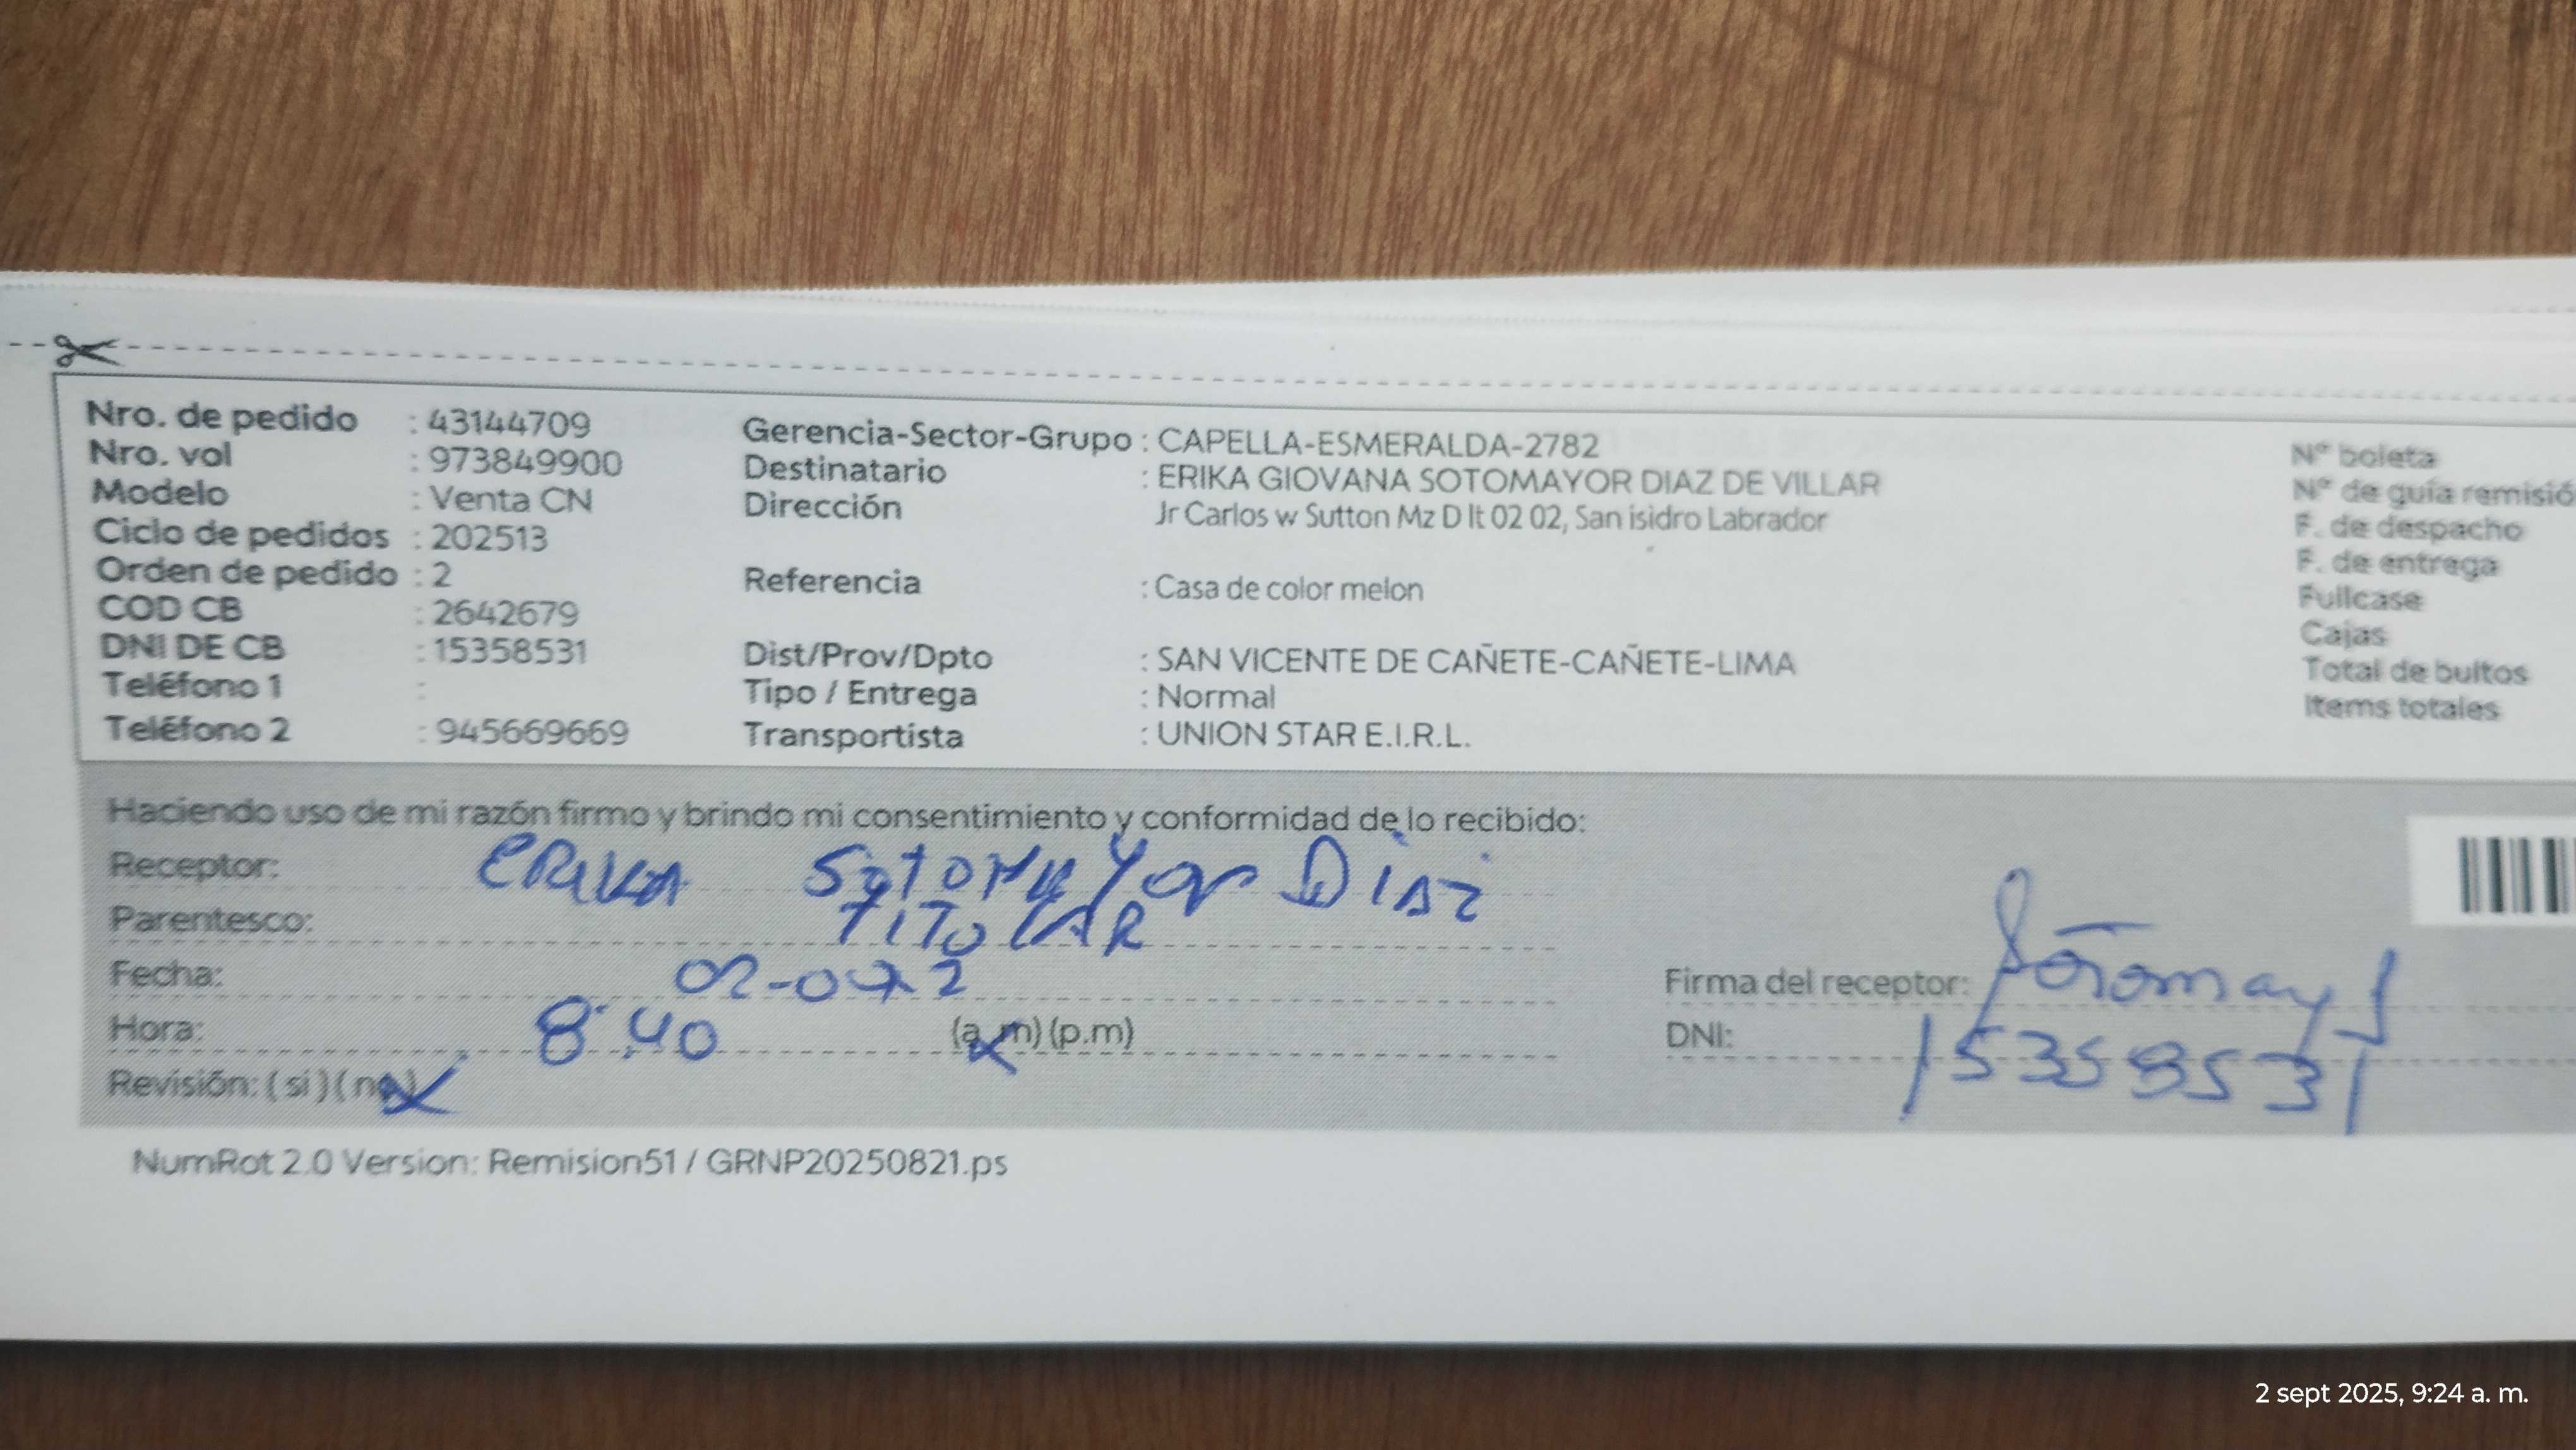 Nro. de pedido : 43144709
Nro. vol : 973849900
Modelo : Venta CN
Ciclo de pedidos : 202513
Orden de pedido : 2
COD CB : 2642679
DNI DE CB : 15358531
Teléfono 1 :
Teléfono 2 : 945669669
Gerencia-Sector-Grupo : CAPELLA-ESMERALDA-2782
Destinatario : ERIKA GIOVANA SOTOMAYOR DIAZ DE VILLAR
Dirección Jr Carlos w Sutton Mz D lt 02 02, San isidro Labrador
Referencia : Casa de color melon
Dist/Prov/Dpto : SAN VICENTE DE CAÑETE-CAÑETE-LIMA
Tipo / Entrega : Normal
Transportista : UNION STAR E.I.R.L.
N° boleta
N° de guía remisió
F. de despacho
F. de entrega
Fullcase
Cajas
Total de bultos
Items totales
Haciendo uso de mi razón firmo y brindo mi consentimiento y conformidad de lo recibido:
Receptor: ERIKA SOTOMAYOR DIAZ
Parentesco: TITULAR
Fecha:
Hora: 8:40 (a.m) (p.m)
Revisión: ( si ) ( no )
Firma del receptor: Sotomayor
DNI: 15358531
NumRot 2.0 Version: Remision51 / GRNP20250821.ps
2 sept 2025, 9:24 a. m.